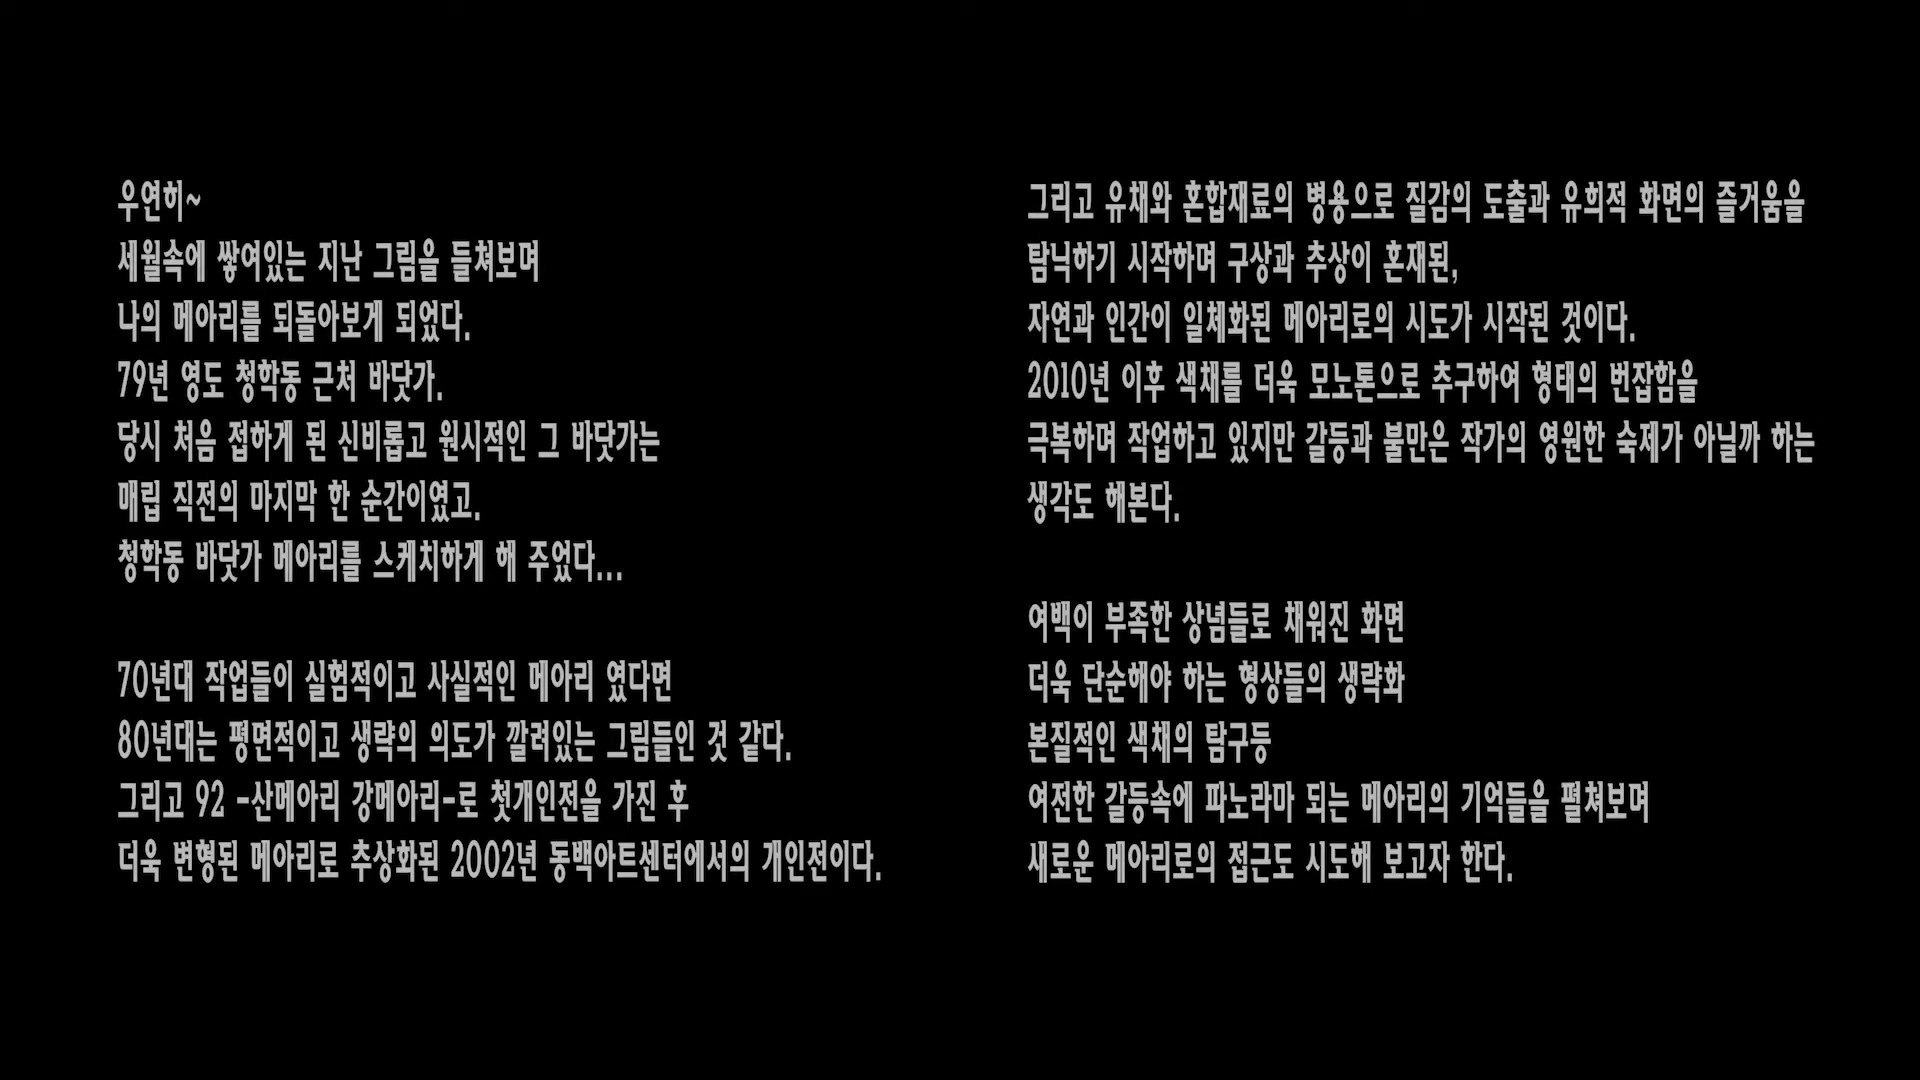 우연히~
세월속에 쌓여있는 지난 그림을 들쳐보며
나의 메아리를 되돌아보게 되었다.
79년 영도 청학동 근처 바닷가.
당시 처음 접하게 된 신비롭고 원시적인 그 바닷가는
매립 직전의 마지막 한 순간이였고.
청학동 바닷가 메아리를 스케치하게 해 주었다...
70년대 작업들이 실험적이고 사실적인 메아리 였다면
80년대는 평면적이고 생략의 의도가 깔려있는 그림들인 것 같다.
그리고 92 -산메아리 강메아리-로 첫개인전을 가진 후
더욱 변형된 메아리로 추상화된 2002년 동백아트센터에서의 개인전이다.
그리고 유채와 혼합재료의 병용으로 질감의 도출과 유희적 화면의 즐거움을
탐닉하기 시작하며 구상과 추상이 혼재된,
자연과 인간이 일체화된 메아리로의 시도가 시작된 것이다.
2010년 이후 색채를 더욱 모노톤으로 추구하여 형태의 번잡함을
극복하며 작업하고 있지만 갈등과 불만은 작가의 영원한 숙제가 아닐까 하는
생각도 해본다.
여백이 부족한 상념들로 채워진 화면
더욱 단순해야 하는 형상들의 생략화
본질적인 색채의 탐구등
여전한 갈등속에 파노라마 되는 메아리의 기억들을 펼쳐보며
새로운 메아리로의 접근도 시도해 보고자 한다.